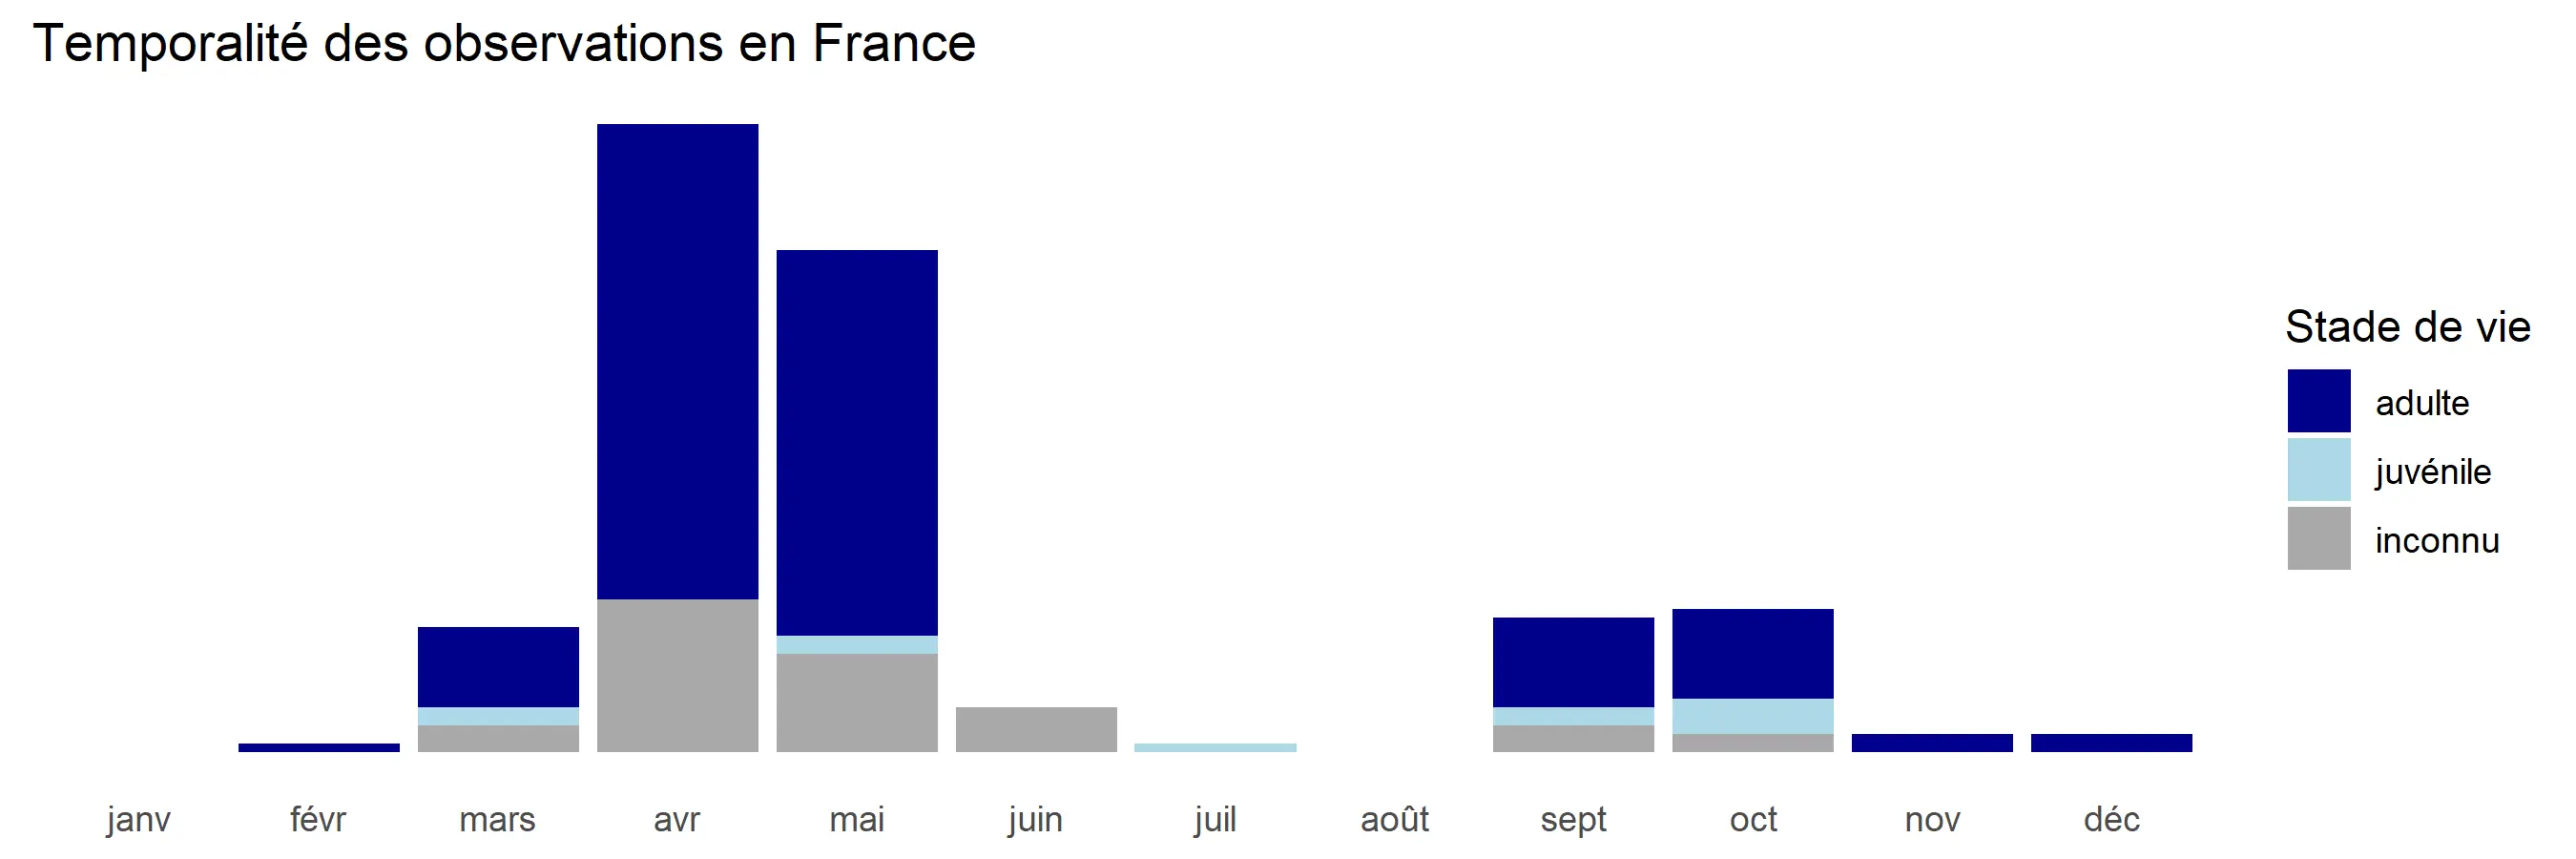 Temporalité des observations en France
Stade de vie
adulte
juvénile
inconnu
janv févr mars avr mai juin juil août sept oct nov déc